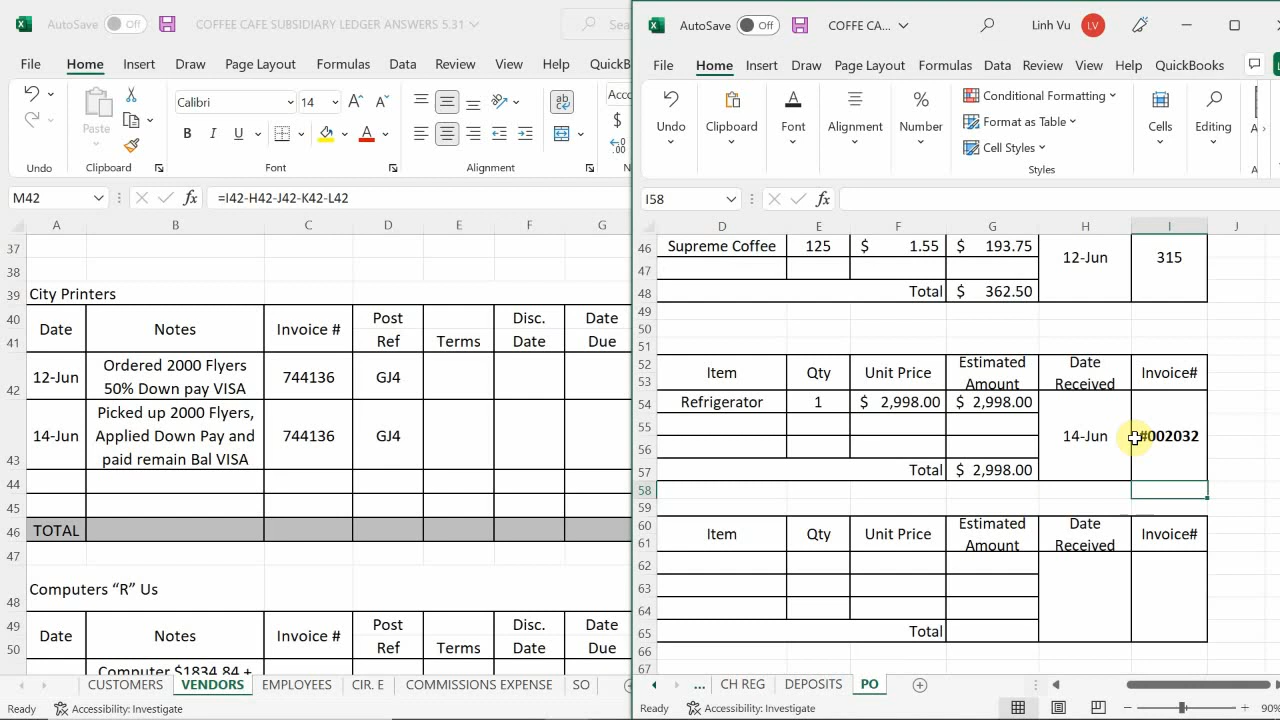 AutoSave Off COFFEE CAFE SUBSIDIARY LEDGER ANSWERS 5.31
File Home Insert Draw Page Layout Formulas Data Review View Help
Calibri 14
Paste
B I U
Undo Clipboard Font Alignment
M42 fx =I42-H42-J42-K42-L42
A B C D E F G
37
38
39 City Printers
40 Date Notes Invoice # Post Disc. Date
41 Ref Terms Date Due
42 12-Jun Ordered 2000 Flyers 744136 GJ4
50% Down pay VISA
43 14-Jun Picked up 2000 Flyers, 744136 GJ4
Applied Down Pay and
paid remain Bal VISA
44
45
46 TOTAL
47
48 Computers “R” Us
49 Date Notes Invoice # Post Disc. Date
50 Ref Terms Date Due
Computer $1834.84 +
CUSTOMERS VENDORS EMPLOYEES CIR. E COMMISSIONS EXPENSE SO
Ready Accessibility: Investigate
AutoSave Off COFFE CA... Linh Vu LV
File Home Insert Draw Page Layout Formulas Data Review View Help QuickBooks
Undo Clipboard Font Alignment Number
Conditional Formatting
Format as Table
Cell Styles
Styles
Cells Editing
I58 fx
D E F G H I J
46 Supreme Coffee 125 $ 1.55 $ 193.75 12-Jun 315
47
48 Total $ 362.50
49
50
51
52 Item Qty Unit Price Estimated Date Invoice#
53 Amount Received
54 Refrigerator 1 $ 2,998.00 $ 2,998.00
55
56 14-Jun #002032
57 Total $ 2,998.00
58
59
60 Item Qty Unit Price Estimated Date Invoice#
61 Amount Received
62
63
64
65 Total
66
67
... CH REG DEPOSITS PO
Ready Accessibility: Investigate 90%